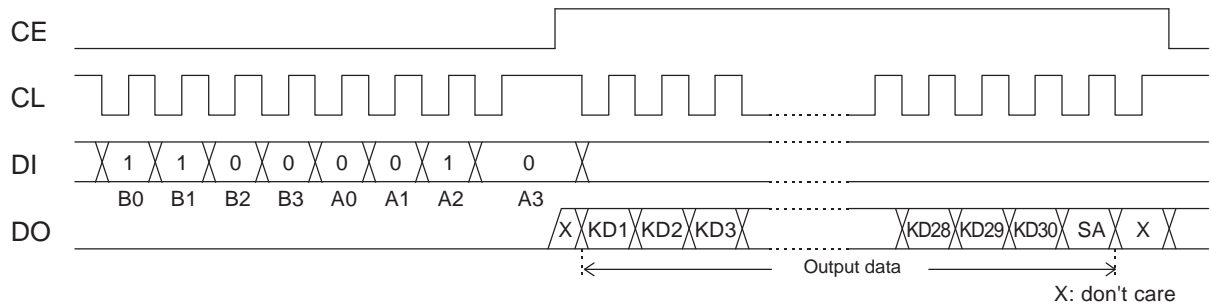 CE
CL
DI 1 1 0 0 0 0 1 0
B0 B1 B2 B3 A0 A1 A2 A3
DO X KD1 KD2 KD3 KD28 KD29 KD30 SA X
Output data
X: don't care